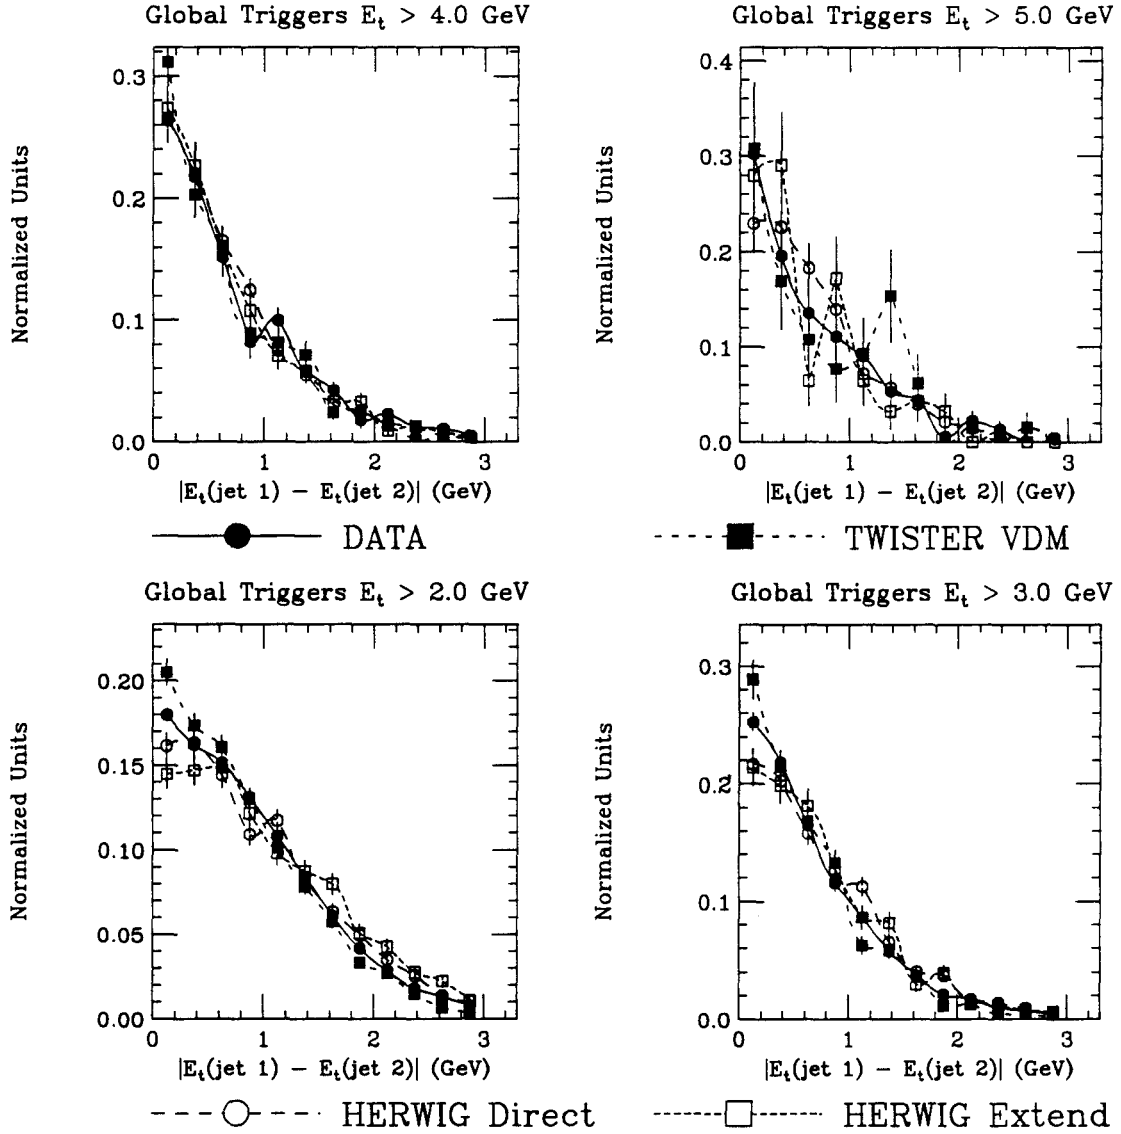 Global Triggers E_t > 4.0 GeV
Global Triggers E_t > 5.0 GeV
Normalized Units
0.3
0.2
0.1
0.0
0 1 2 3
|E_t(jet 1) − E_t(jet 2)| (GeV)
Normalized Units
0.4
0.3
0.2
0.1
0.0
0 1 2 3
|E_t(jet 1) − E_t(jet 2)| (GeV)
DATA
TWISTER VDM
Global Triggers E_t > 2.0 GeV
Global Triggers E_t > 3.0 GeV
Normalized Units
0.20
0.15
0.10
0.05
0.00
0 1 2 3
|E_t(jet 1) − E_t(jet 2)| (GeV)
Normalized Units
0.3
0.2
0.1
0.0
0 1 2 3
|E_t(jet 1) − E_t(jet 2)| (GeV)
HERWIG Direct
HERWIG Extend